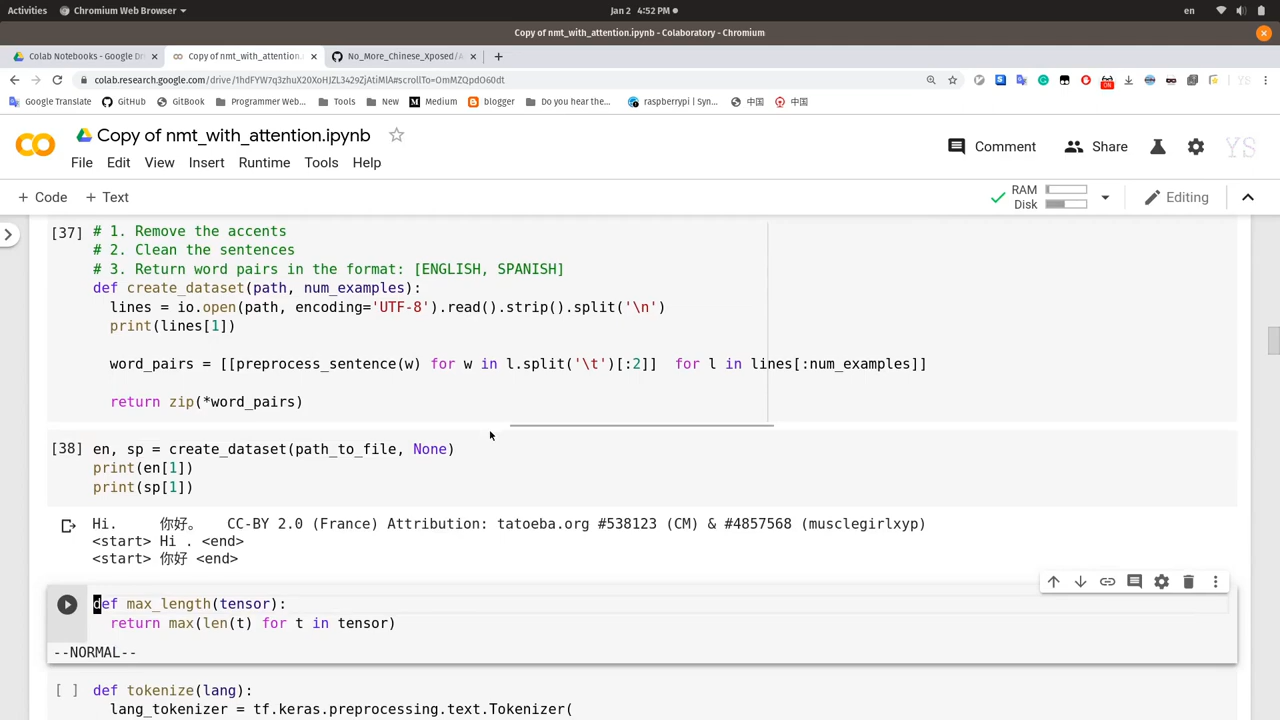 Activities
Chromium Web Browser
Jan 2 4:52 PM
en
Copy of nmt_with_attention.ipynb - Colaboratory - Chromium
Colab Notebooks - Google Dri
Copy of nmt_with_attention.
No_More_Chinese_Xposed/A
colab.research.google.com/drive/1hdFYW7q3zhuX20XoHJZL3429ZjAtiMlA#scrollTo=OmMZQpdO60dt
Google Translate
GitHub
GitBook
Programmer Web...
Tools
New
Medium
blogger
Do you hear the...
raspberrypi | Syn...
中国
中国
Copy of nmt_with_attention.ipynb
Comment
Share
YS
File Edit View Insert Runtime Tools Help
+ Code + Text
RAM
Disk
Editing
[37] # 1. Remove the accents
# 2. Clean the sentences
# 3. Return word pairs in the format: [ENGLISH, SPANISH]
def create_dataset(path, num_examples):
lines = io.open(path, encoding='UTF-8').read().strip().split('\n')
print(lines[1])
word_pairs = [[preprocess_sentence(w) for w in l.split('\t')[:2]] for l in lines[:num_examples]]
return zip(*word_pairs)
[38] en, sp = create_dataset(path_to_file, None)
print(en[1])
print(sp[1])
Hi. 你好。 CC-BY 2.0 (France) Attribution: tatoeba.org #538123 (CM) & #4857568 (musclegirlxyp)
<start> Hi . <end>
<start> 你好 <end>
def max_length(tensor):
return max(len(t) for t in tensor)
--NORMAL--
[ ] def tokenize(lang):
lang_tokenizer = tf.keras.preprocessing.text.Tokenizer(